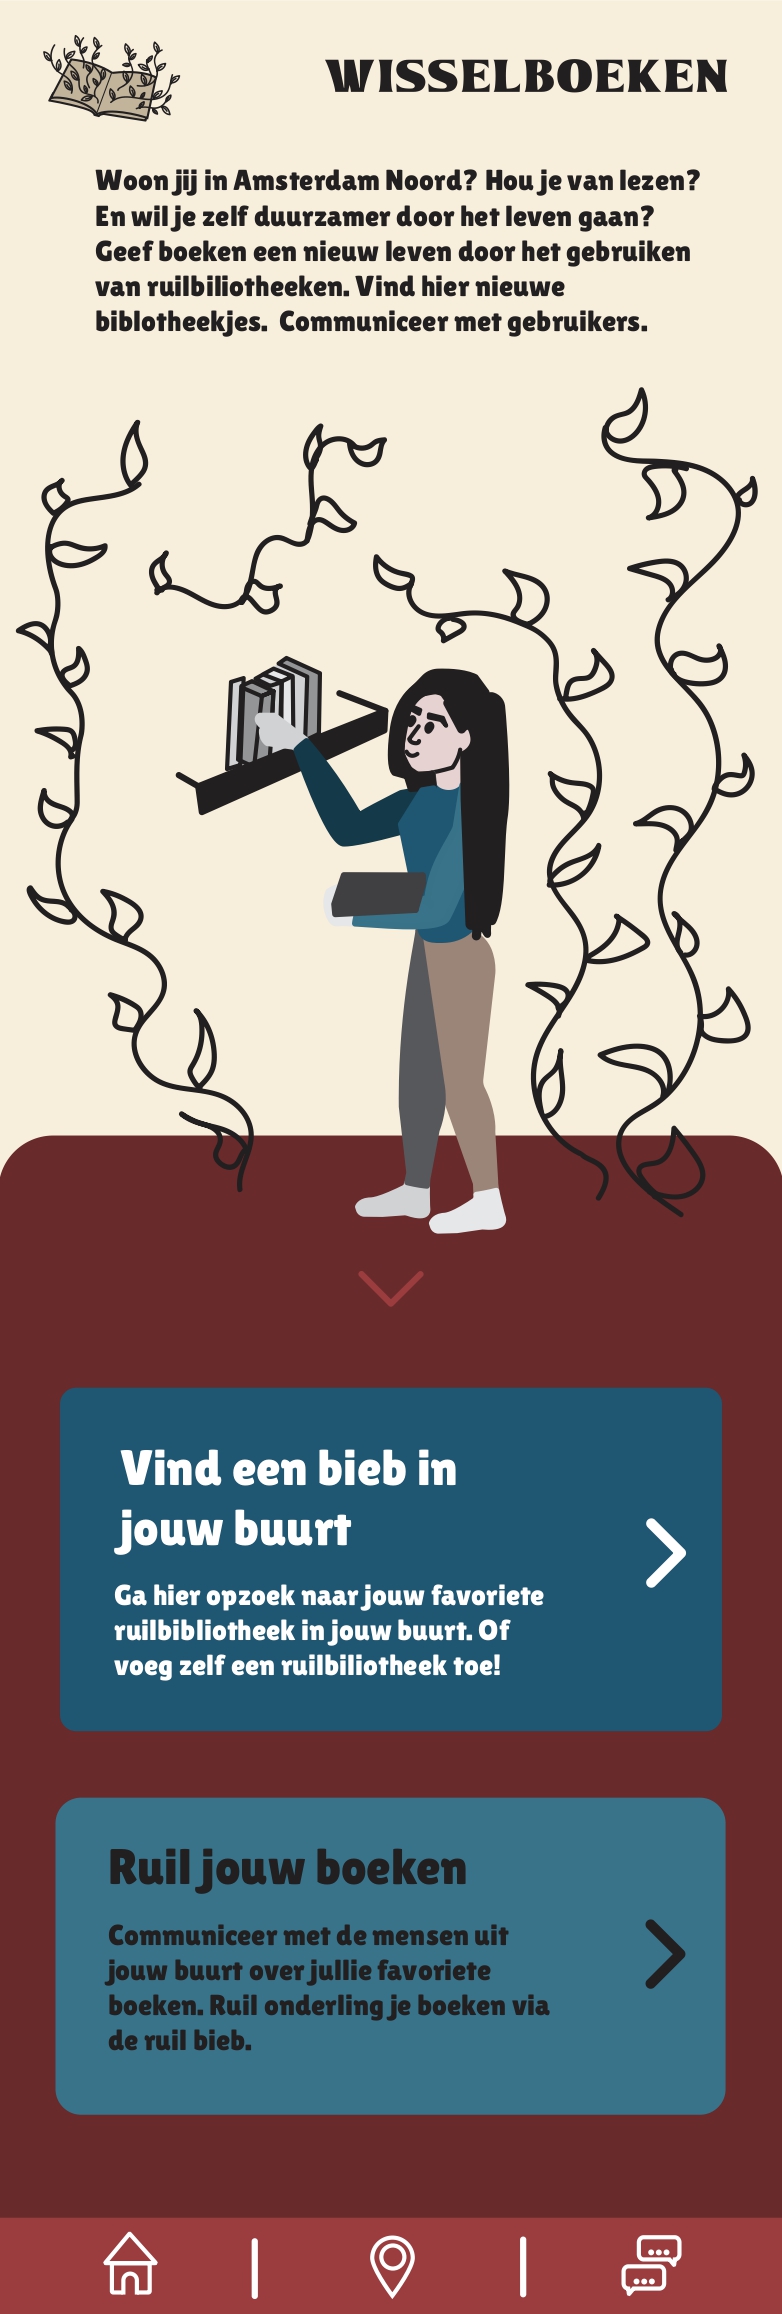 WISSELBOEKEN
Woon jij in Amsterdam Noord? Hou je van lezen?
En wil je zelf duurzamer door het leven gaan?
Geef boeken een nieuw leven door het gebruiken
van ruilbiliotheeken. Vind hier nieuwe
biblotheekjes. Communiceer met gebruikers.
Vind een bieb in
jouw buurt
Ga hier opzoek naar jouw favoriete
ruilbibliotheek in jouw buurt. Of
voeg zelf een ruilbiliotheek toe!
Ruil jouw boeken
Communiceer met de mensen uit
jouw buurt over jullie favoriete
boeken. Ruil onderling je boeken via
de ruil bieb.